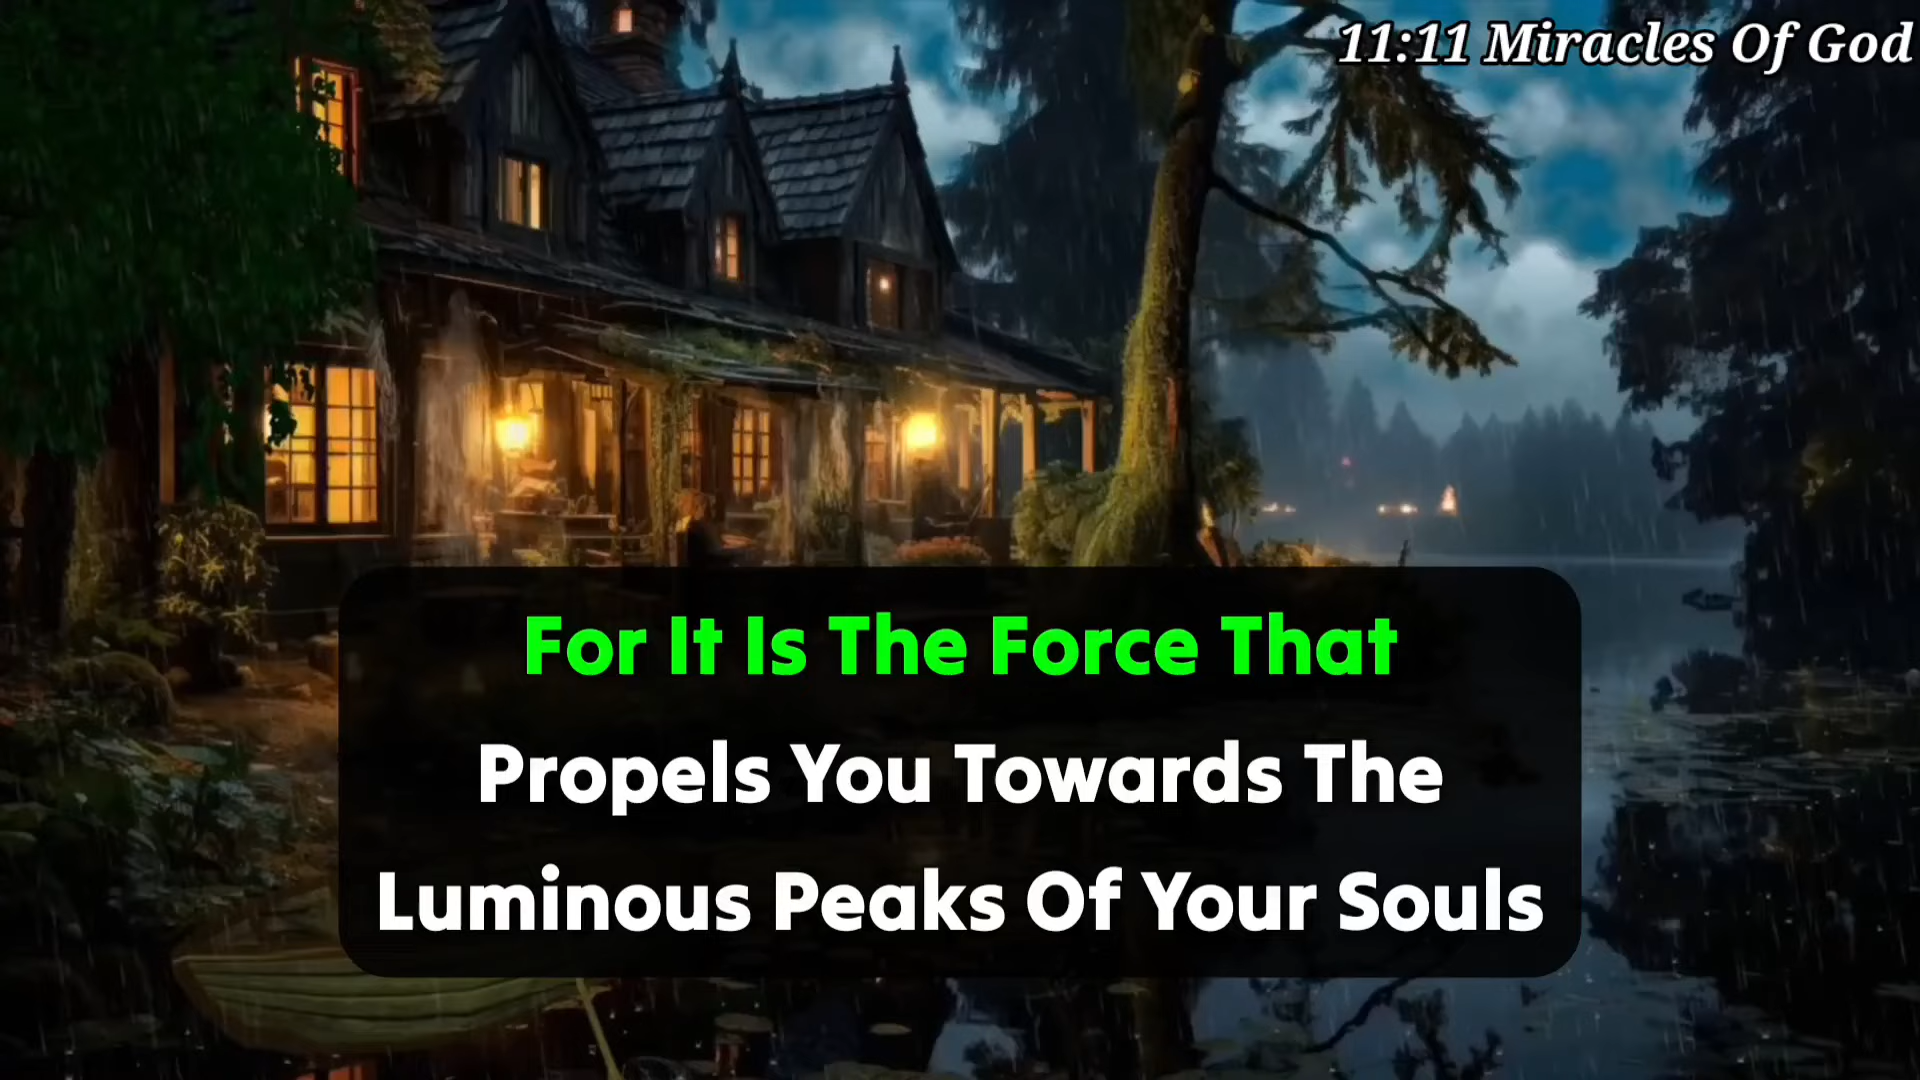 11:11 Miracles Of God
For It Is The Force That
Propels You Towards The
Luminous Peaks Of Your Souls